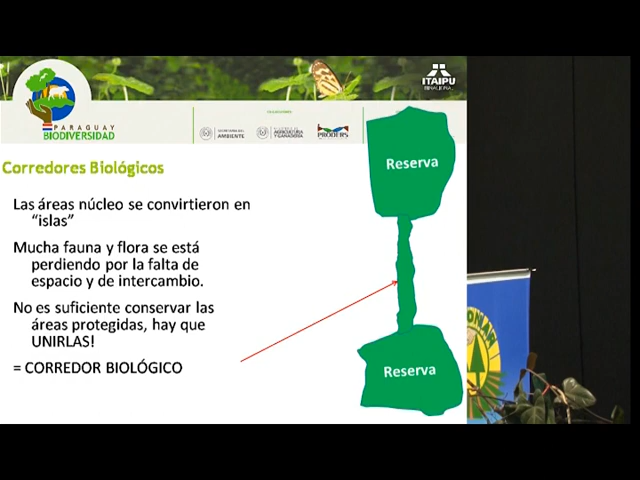 ITAIPU
BINACIONAL
PARAGUAY
BIODIVERSIDAD
AMBIENTE
AGRICULTURA
Y GANADERIA
PRODERS
Corredores Biológicos
Las áreas núcleo se convirtieron en
“islas”
Mucha fauna y flora se está
perdiendo por la falta de
espacio y de intercambio.
No es suficiente conservar las
áreas protegidas, hay que
UNIRLAS!
= CORREDOR BIOLÓGICO
Reserva
Reserva